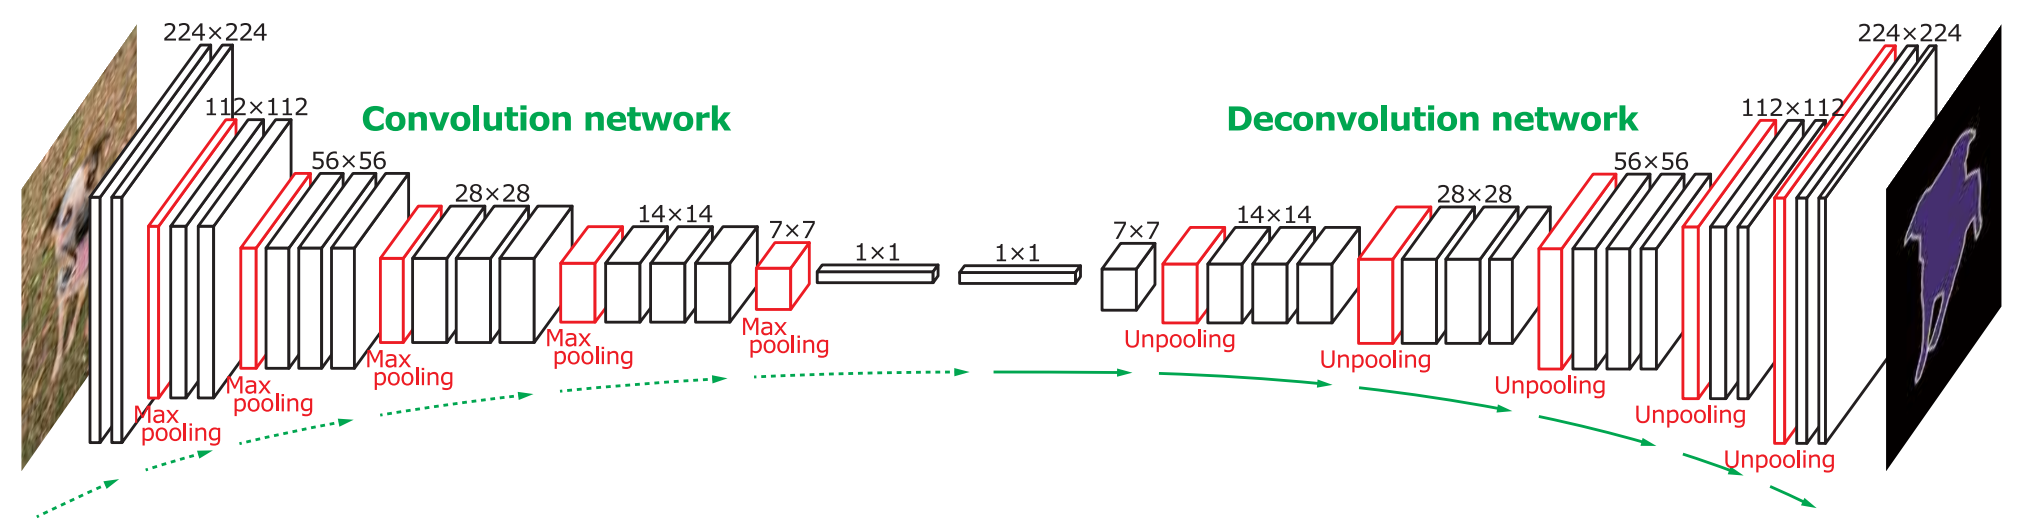 224×224
112×112
56×56
28×28
14×14
7×7
1×1
1×1
7×7
14×14
28×28
56×56
112×112
224×224
Convolution network
Deconvolution network
Max
pooling
Max
pooling
Max
pooling
Max
pooling
Max
pooling
Unpooling
Unpooling
Unpooling
Unpooling
Unpooling